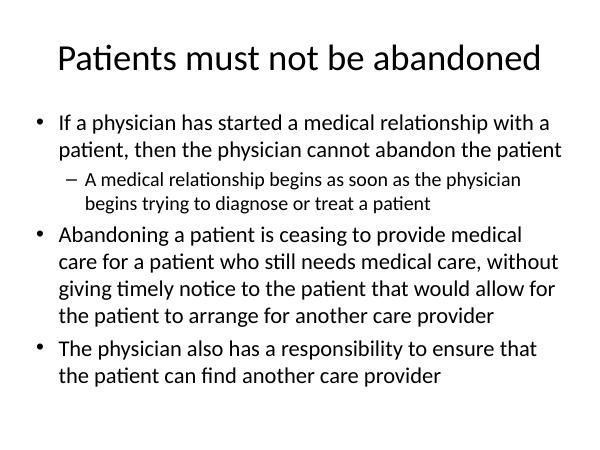 Patients must not be abandoned
• If a physician has started a medical relationship with a
patient, then the physician cannot abandon the patient
– A medical relationship begins as soon as the physician
begins trying to diagnose or treat a patient
• Abandoning a patient is ceasing to provide medical
care for a patient who still needs medical care, without
giving timely notice to the patient that would allow for
the patient to arrange for another care provider
• The physician also has a responsibility to ensure that
the patient can find another care provider